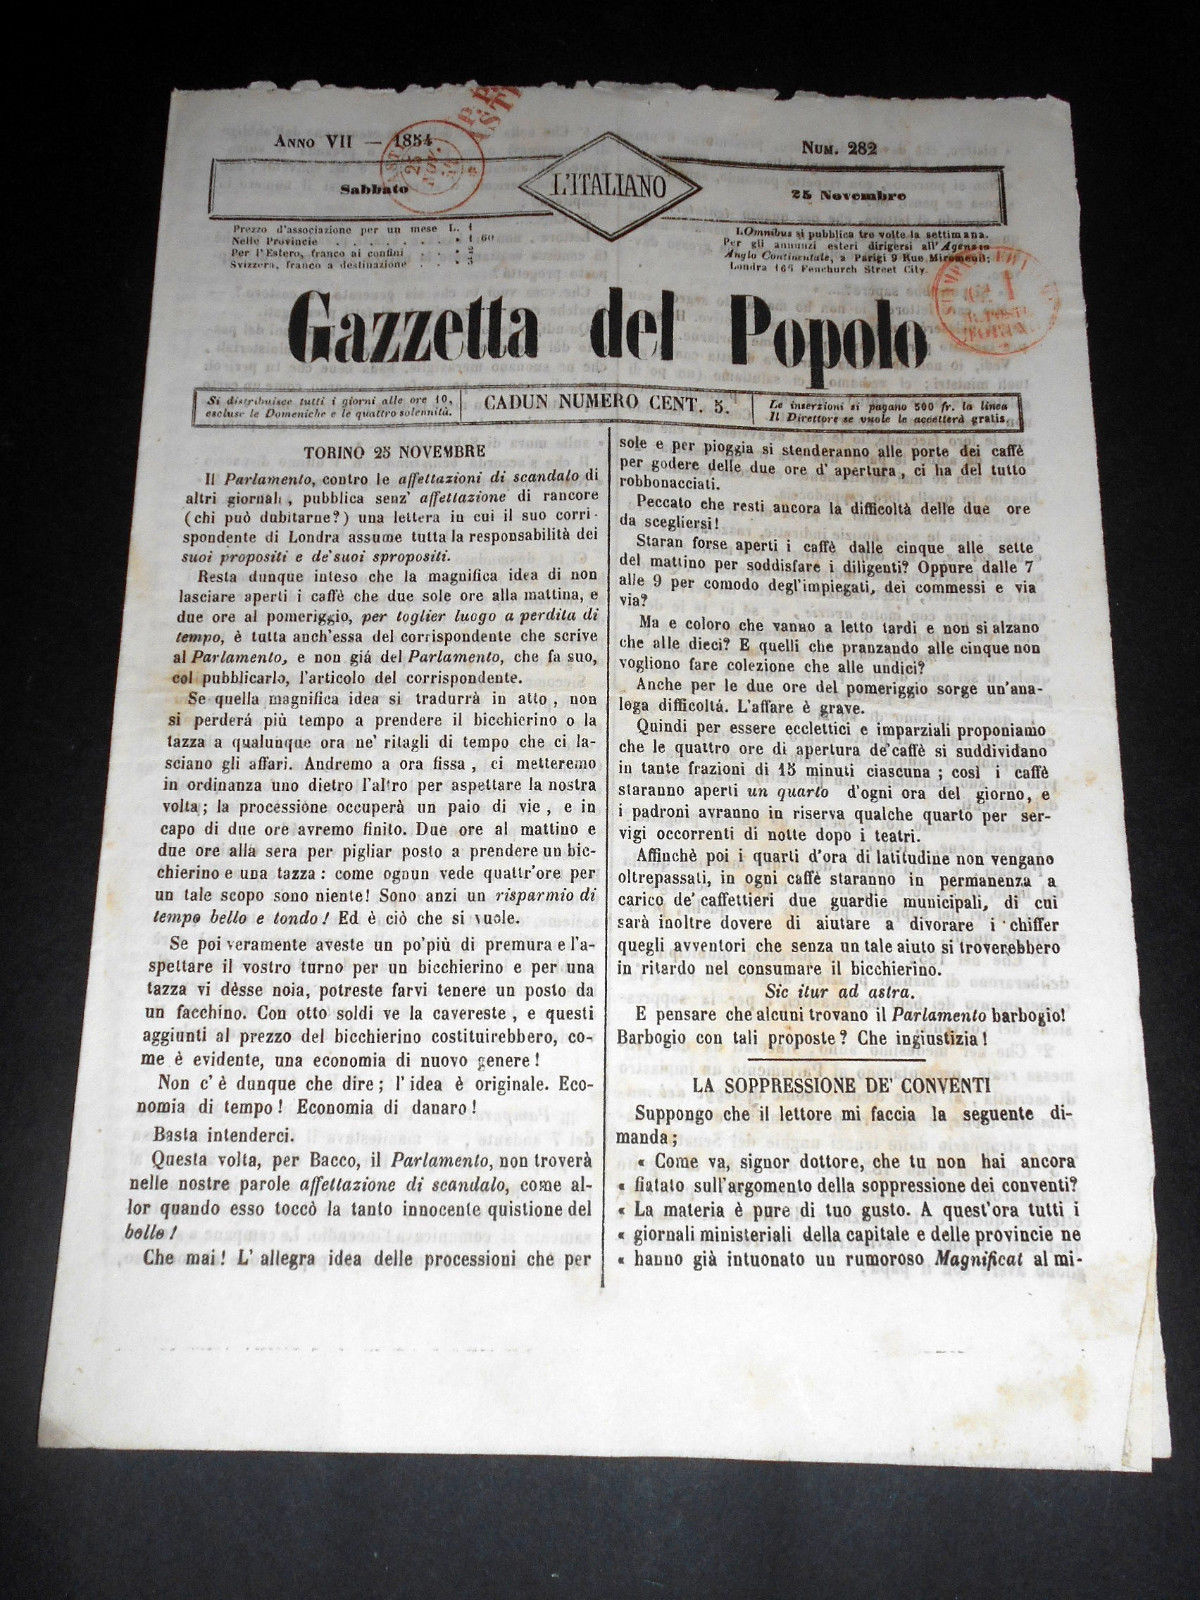 Anno VII — 1854
Num. 282
Sabbato
L'ITALIANO
25 Novembre
Prezzo d'associazione per un mese L. 1
Nelle Provincie . . . . . . . » 1 60
Per l'Estero, franco ai confini . . » 2
Svizzera, franco a destinazione . . » 3
L'Omnibus si pubblica tre volte la settimana.
Per gli annunzi esteri dirigersi all'Agenzia
Anglo Continentale, a Parigi 9 Rue Miromenil;
Londra 166 Fenchurch Street City.
P. P.
ASTI
25
NOV.
Gazzetta del Popolo
Si distribuisce tutti i giorni alle ore 10,
escluse le Domeniche e le quattro solennità.
CADUN NUMERO CENT. 5.
Le inserzioni si pagano 500 fr. la linea
Il Direttore se vuole le accetterà gratis.
TORINO 25 NOVEMBRE
Il Parlamento, contro le affettazioni di scandalo di
altri giornali, pubblica senz' affettazione di rancore
(chi può dubitarne?) una lettera in cui il suo corri-
spondente di Londra assume tutta la responsabilità dei
suoi propositi e de' suoi spropositi.
Resta dunque inteso che la magnifica idea di non
lasciare aperti i caffè che due sole ore alla mattina, e
due ore al pomeriggio, per toglier luogo a perdita di
tempo, è tutta anch'essa del corrispondente che scrive
al Parlamento, e non giá del Parlamento, che fa suo,
col pubblicarlo, l'articolo del corrispondente.
Se quella magnifica idea si tradurrà in atto, non
si perderá più tempo a prendere il bicchierino o la
tazza a qualunque ora ne' ritagli di tempo che ci la-
sciano gli affari. Andremo a ora fissa, ci metteremo
in ordinanza uno dietro l'altro per aspettare la nostra
volta; la processione occuperà un paio di vie, e in
capo di due ore avremo finito. Due ore al mattino e
due ore alla sera per pigliar posto a prendere un bic-
chierino e una tazza: come ognun vede quattr'ore per
un tale scopo sono niente! Sono anzi un risparmio di
tempo bello e tondo! Ed è ciò che si vuole.
Se poi veramente aveste un po' più di premura e l'a-
spettare il vostro turno per un bicchierino e per una
tazza vi dèsse noia, potreste farvi tenere un posto da
un facchino. Con otto soldi ve la cavereste, e questi
aggiunti al prezzo del bicchierino costituirebbero, co-
me è evidente, una economia di nuovo genere!
Non c'è dunque che dire; l'idea è originale. Eco-
nomia di tempo! Economia di danaro!
Basta intenderci.
Questa volta, per Bacco, il Parlamento, non troverà
nelle nostre parole affettazione di scandalo, come al-
lor quando esso toccò la tanto innocente quistione del
bollo!
Che mai! L' allegra idea delle processioni che per
sole e per pioggia si stenderanno alle porte dei caffè
per godere delle due ore d' apertura, ci ha del tutto
robbonacciati.
Peccato che resti ancora la difficoltà delle due ore
da scegliersi!
Staran forse aperti i caffè dalle cinque alle sette
del mattino per soddisfare i diligenti? Oppure dalle 7
alle 9 per comodo degl'impiegati, dei commessi e via
via?
Ma e coloro che vanno a letto tardi e non si alzano
che alle dieci? E quelli che pranzando alle cinque non
vogliono fare colezione che alle undici?
Anche per le due ore del pomeriggio sorge un'ana-
loga difficoltá. L'affare è grave.
Quindi per essere ecclettici e imparziali proponiamo
che le quattro ore di apertura de' caffè si suddividano
in tante frazioni di 15 minuti ciascuna; così i caffè
staranno aperti un quarto d'ogni ora del giorno, e
i padroni avranno in riserva qualche quarto per ser-
vigi occorrenti di notte dopo i teatri.
Affinchè poi i quarti d'ora di latitudine non vengano
oltrepassati, in ogni caffè staranno in permanenza a
carico de' caffettieri due guardie municipali, di cui
sarà inoltre dovere di aiutare a divorare i chiffer
quegli avventori che senza un tale aiuto si troverebbero
in ritardo nel consumare il bicchierino.
Sic itur ad astra.
E pensare che alcuni trovano il Parlamento barbogio!
Barbogio con tali proposte? Che ingiustizia!
LA SOPPRESSIONE DE' CONVENTI
Suppongo che il lettore mi faccia la seguente di-
manda;
« Come va, signor dottore, che tu non hai ancora
« fiatato sull'argomento della soppressione dei conventi?
« La materia è pure di tuo gusto. A quest'ora tutti i
« giornali ministeriali della capitale e delle provincie ne
« hanno già intuonato un rumoroso Magnificat al mi-